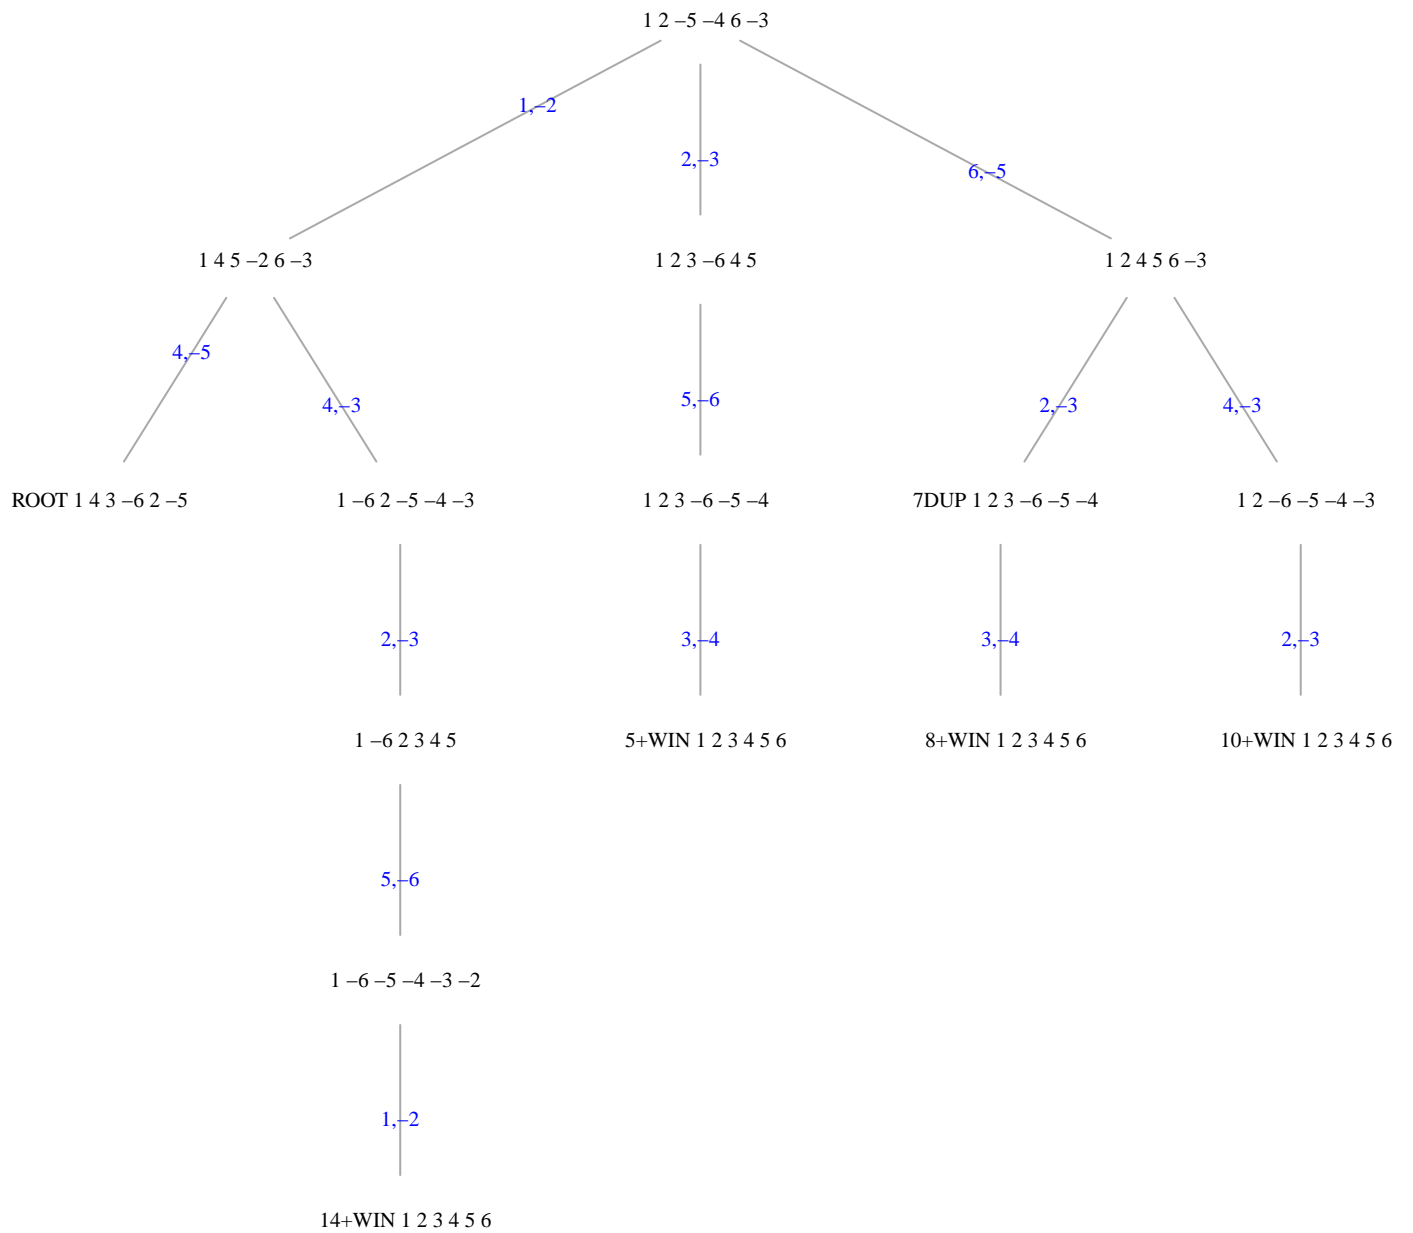 1 2 –5 –4 6 –3
1,–2
2,–3
6,–5
1 4 5 –2 6 –3
1 2 3 –6 4 5
1 2 4 5 6 –3
4,–5
4,–3
5,–6
2,–3
4,–3
ROOT 1 4 3 –6 2 –5
1 –6 2 –5 –4 –3
1 2 3 –6 –5 –4
7DUP 1 2 3 –6 –5 –4
1 2 –6 –5 –4 –3
2,–3
3,–4
3,–4
2,–3
1 –6 2 3 4 5
5+WIN 1 2 3 4 5 6
8+WIN 1 2 3 4 5 6
10+WIN 1 2 3 4 5 6
5,–6
1 –6 –5 –4 –3 –2
1,–2
14+WIN 1 2 3 4 5 6